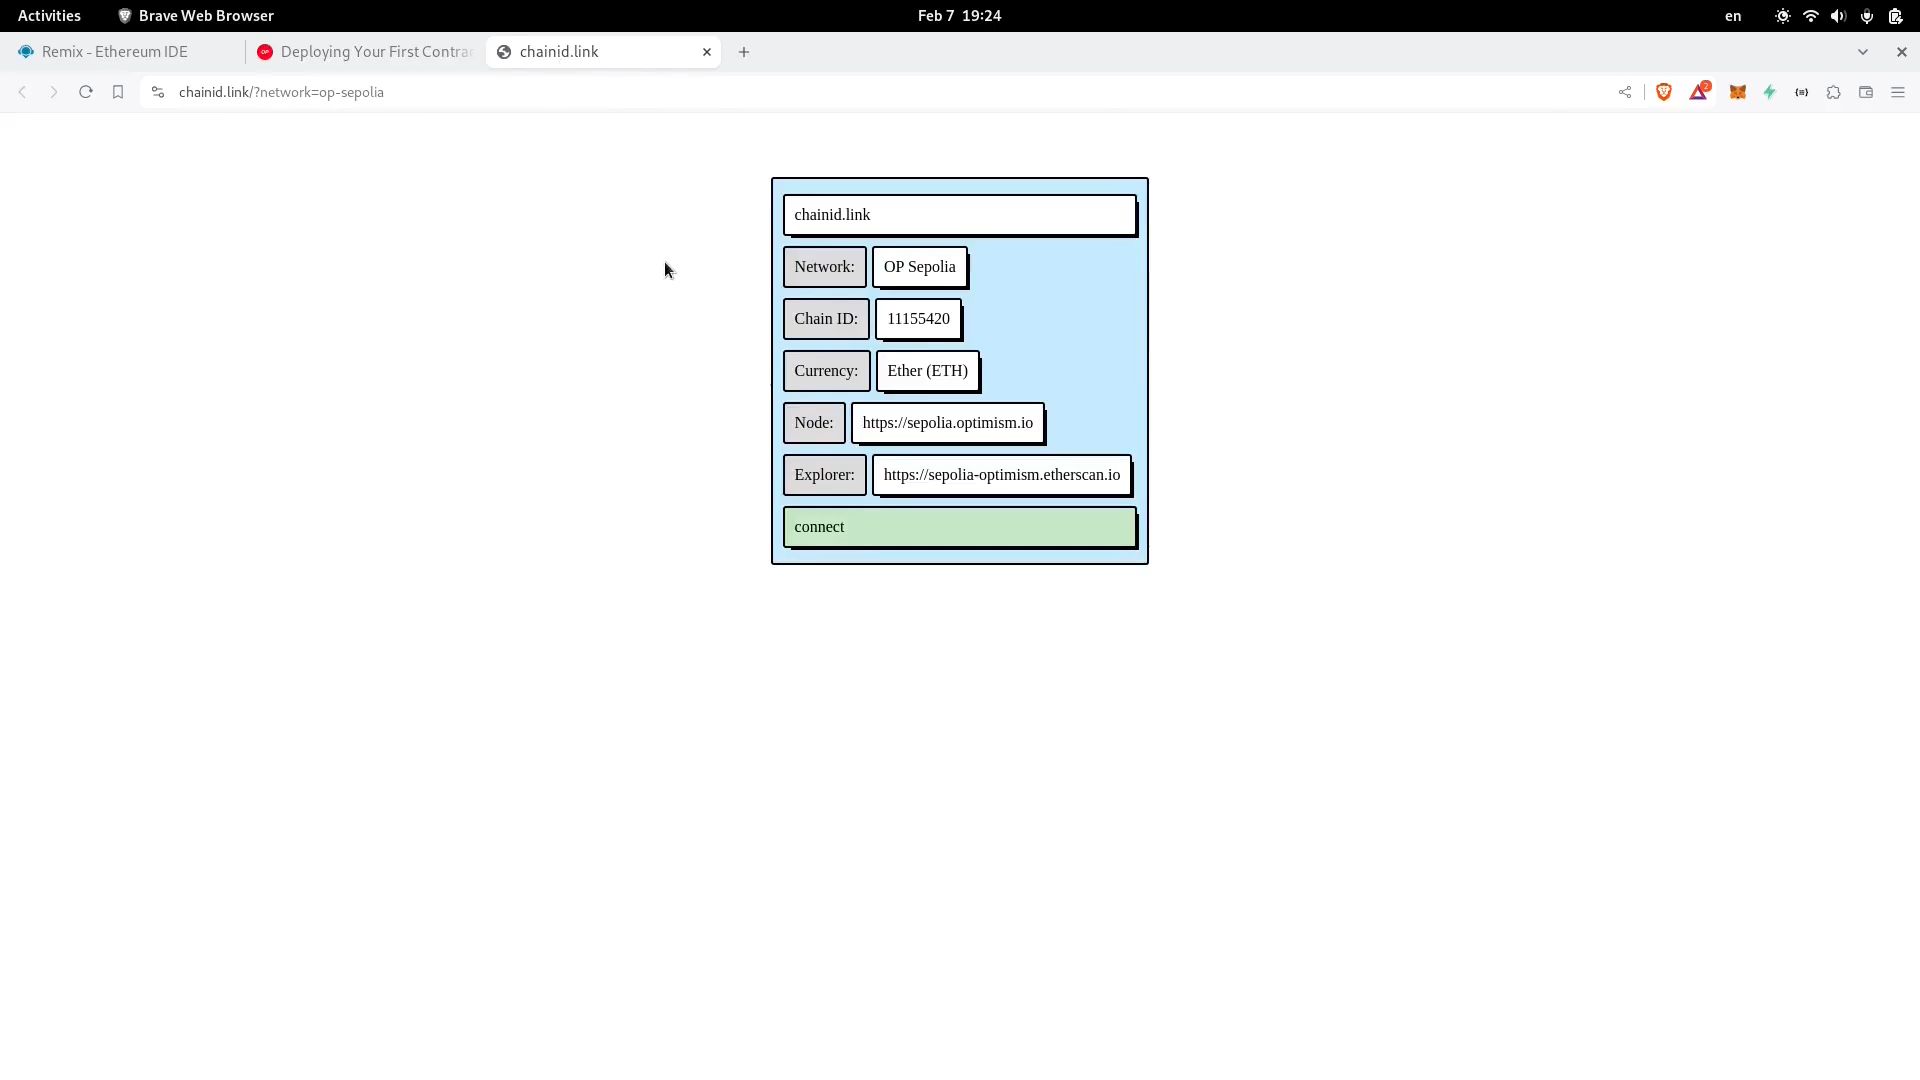 Activities
Brave Web Browser
Feb 7 19:24
en
Remix - Ethereum IDE
Deploying Your First Contrac
chainid.link
chainid.link/?network=op-sepolia
2
chainid.link
Network: OP Sepolia
Chain ID: 11155420
Currency: Ether (ETH)
Node: https://sepolia.optimism.io
Explorer: https://sepolia-optimism.etherscan.io
connect